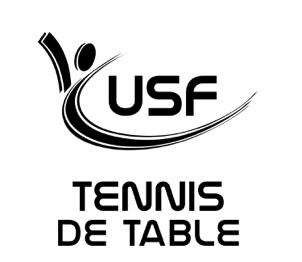 USF
TENNIS
DE TABLE